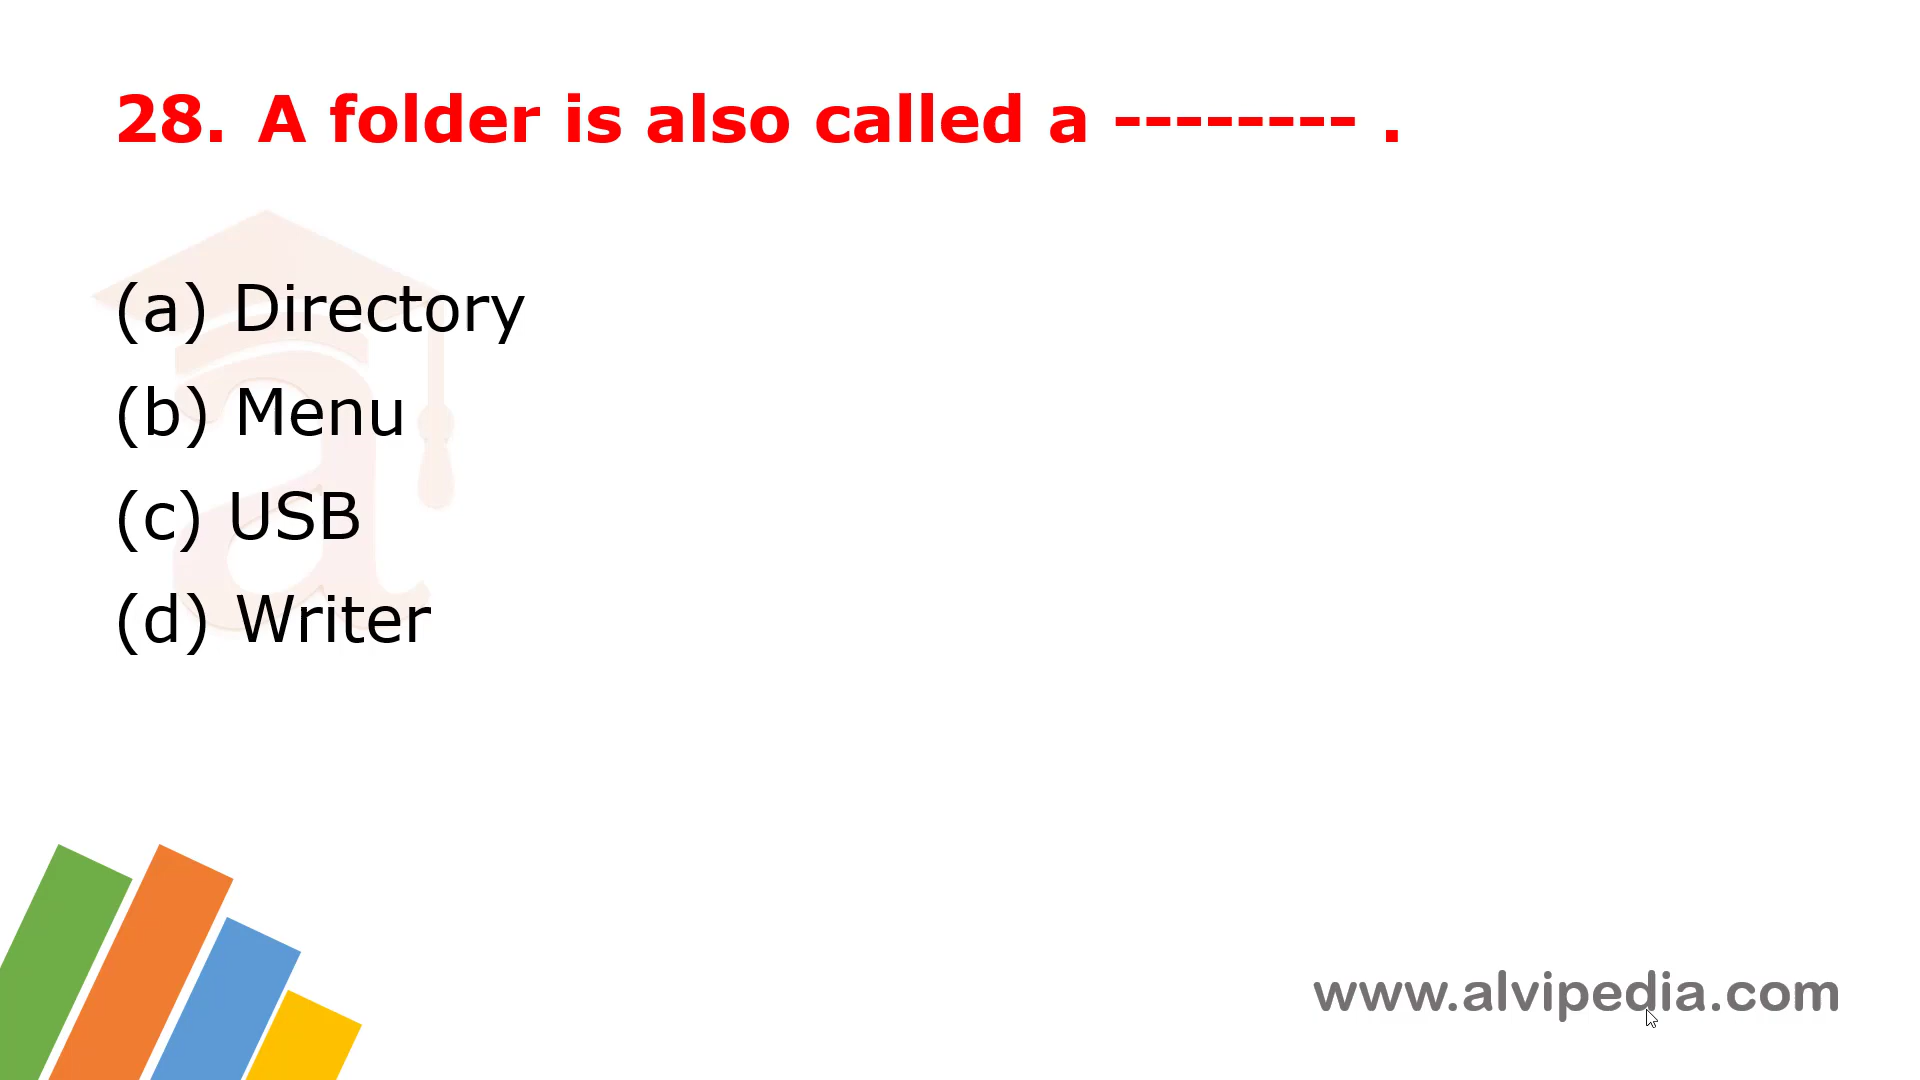 28. A folder is also called a -------- .
(a) Directory
(b) Menu
(c) USB
(d) Writer
www.alvipedia.com